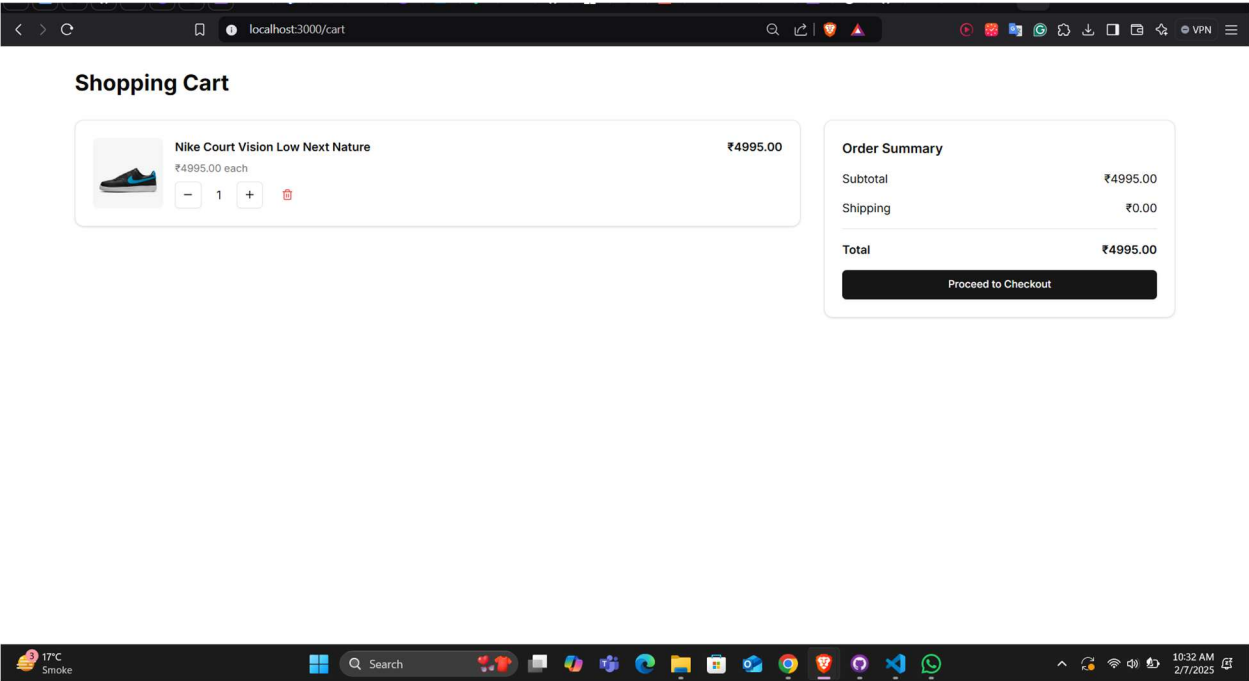 localhost:3000/cart
VPN
Shopping Cart
Nike Court Vision Low Next Nature
₹4995.00
₹4995.00 each
1
Order Summary
Subtotal
₹4995.00
Shipping
₹0.00
Total
₹4995.00
Proceed to Checkout
3
17°C
Smoke
Search
10:32 AM
2/7/2025